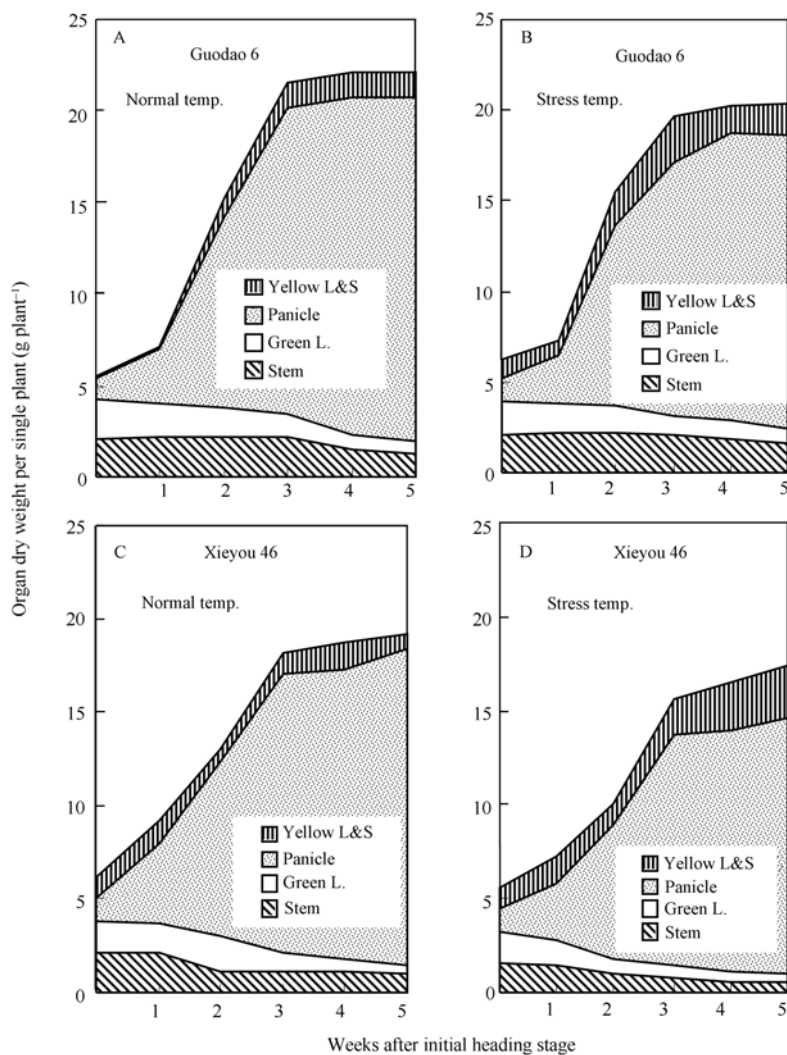 Organ dry weight per single plant (g plant⁻¹)
A
Guodao 6
Normal temp.
25
20
15
10
5
0
Yellow L&S
Panicle
Green L.
Stem
1 2 3 4 5
B
Guodao 6
Stress temp.
25
20
15
10
5
0
Yellow L&S
Panicle
Green L.
Stem
1 2 3 4 5
C
Xieyou 46
Normal temp.
25
20
15
10
5
0
Yellow L&S
Panicle
Green L.
Stem
1 2 3 4 5
D
Xieyou 46
Stress temp.
25
20
15
10
5
0
Yellow L&S
Panicle
Green L.
Stem
1 2 3 4 5
Weeks after initial heading stage